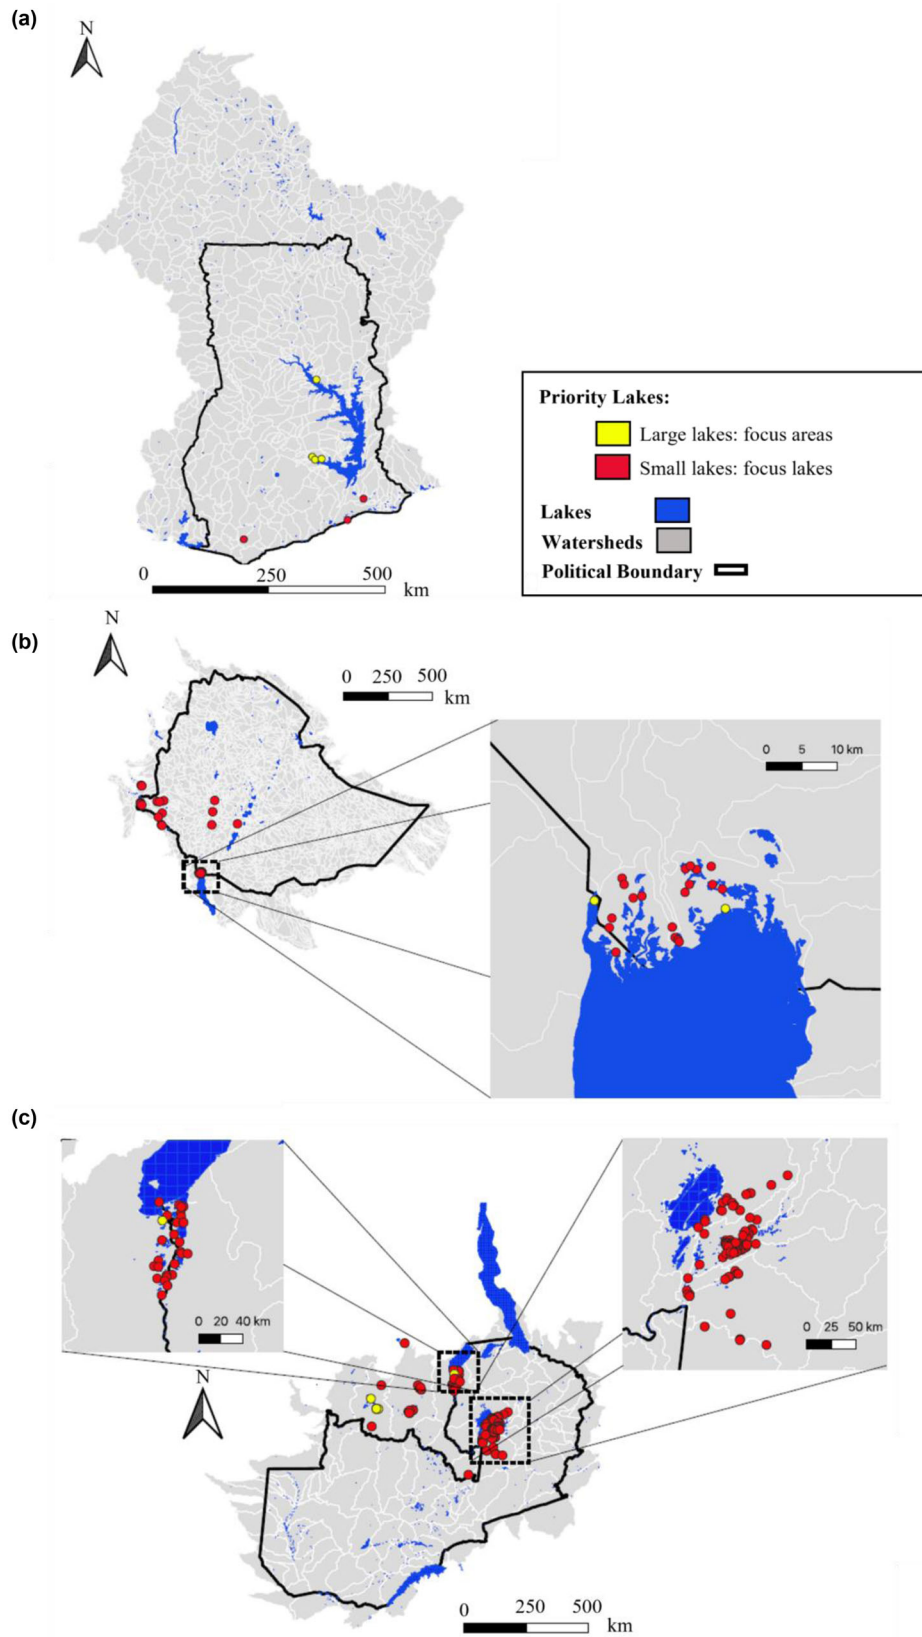 (a)
N
Priority Lakes:
Large lakes: focus areas
Small lakes: focus lakes
Lakes
Watersheds
Political Boundary
0 250 500
km
(b)
N
0 250 500
km
0 5 10 km
(c)
0 20 40 km
0 25 50 km
N
0 250 500
km